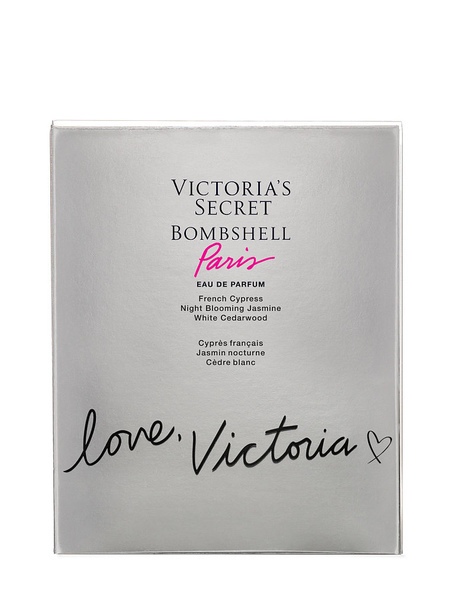 VICTORIA'S
SECRET
BOMBSHELL
Paris
EAU DE PARFUM
French Cypress
Night Blooming Jasmine
White Cedarwood
Cyprès français
Jasmin nocturne
Cèdre blanc
love, Victoria